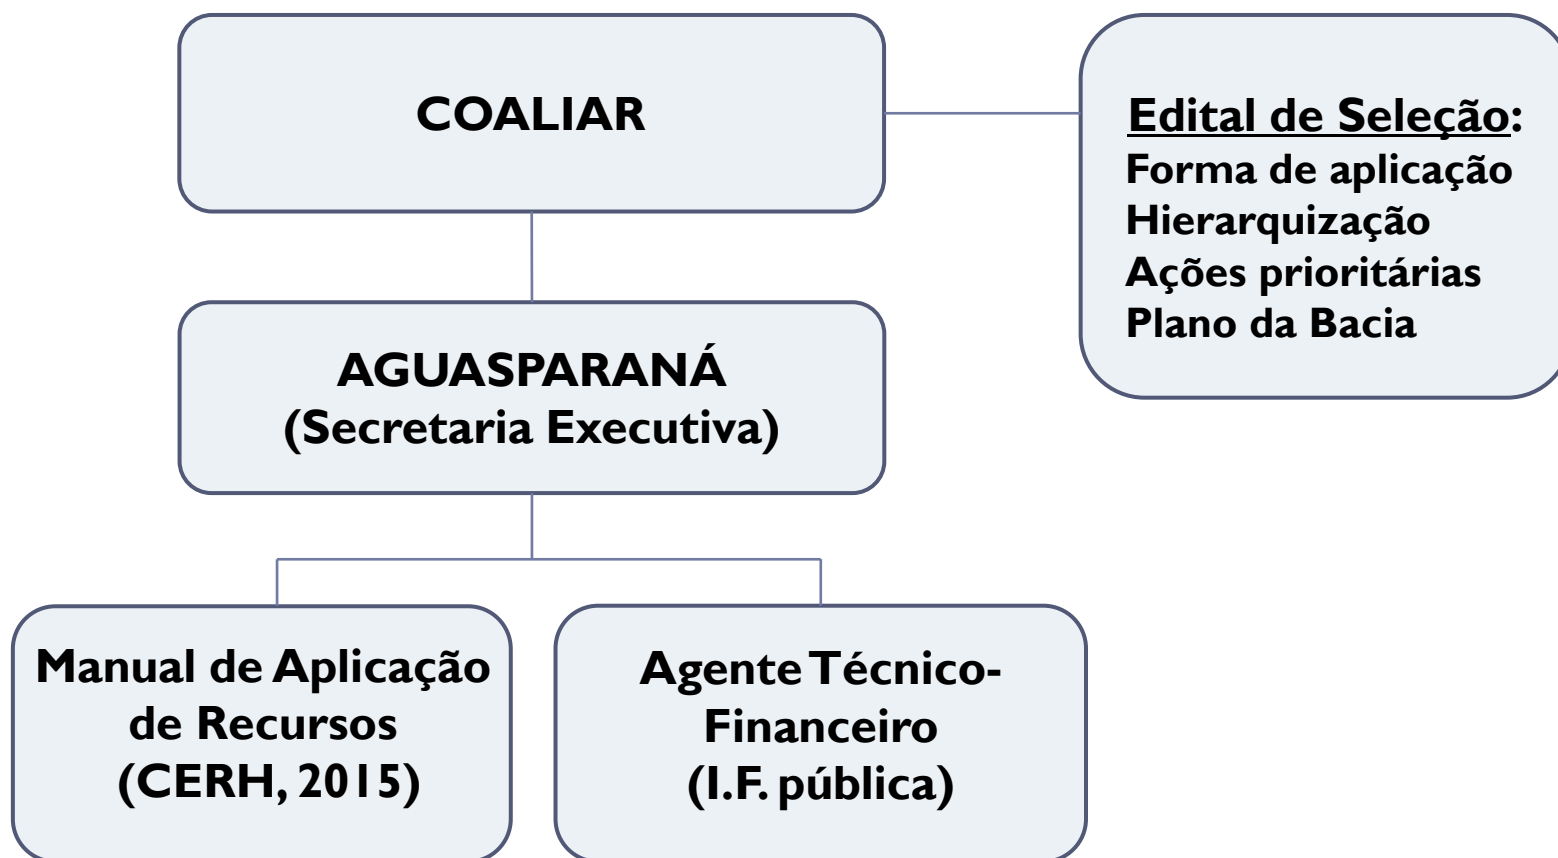 COALIAR
Edital de Seleção:
Forma de aplicação
Hierarquização
Ações prioritárias
Plano da Bacia
AGUASPARANÁ
(Secretaria Executiva)
Manual de Aplicação
de Recursos
(CERH, 2015)
Agente Técnico-
Financeiro
(I.F. pública)